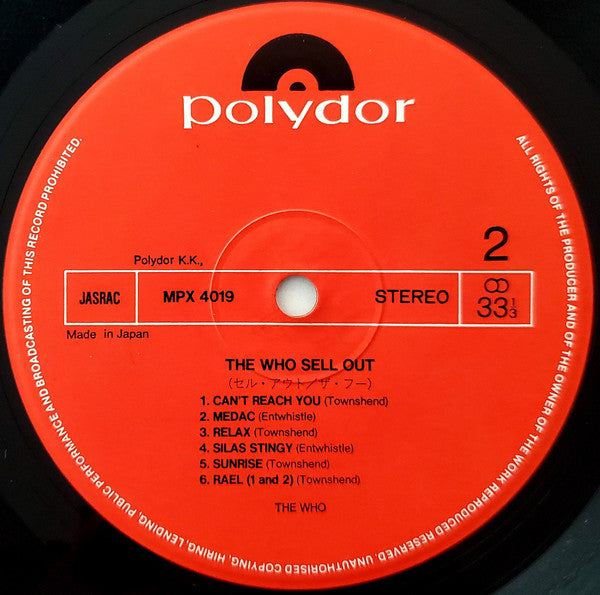 polydor
ALL RIGHTS OF THE PRODUCER AND OF THE OWNER OF THE WORK REPRODUCED RESERVED. UNAUTHORISED COPYING, HIRING, LENDING, PUBLIC PERFORMANCE AND BROADCASTING OF THIS RECORD PROHIBITED.
2
Polydor K.K.,
JASRAC MPX 4019 STEREO 33 1/3
Made in Japan
THE WHO SELL OUT
(セル・アウト/ザ・フー)
1. CAN'T REACH YOU (Townshend)
2. MEDAC (Entwhistle)
3. RELAX (Townshend)
4. SILAS STINGY (Entwhistle)
5. SUNRISE (Townshend)
6. RAEL (1 and 2) (Townshend)
THE WHO